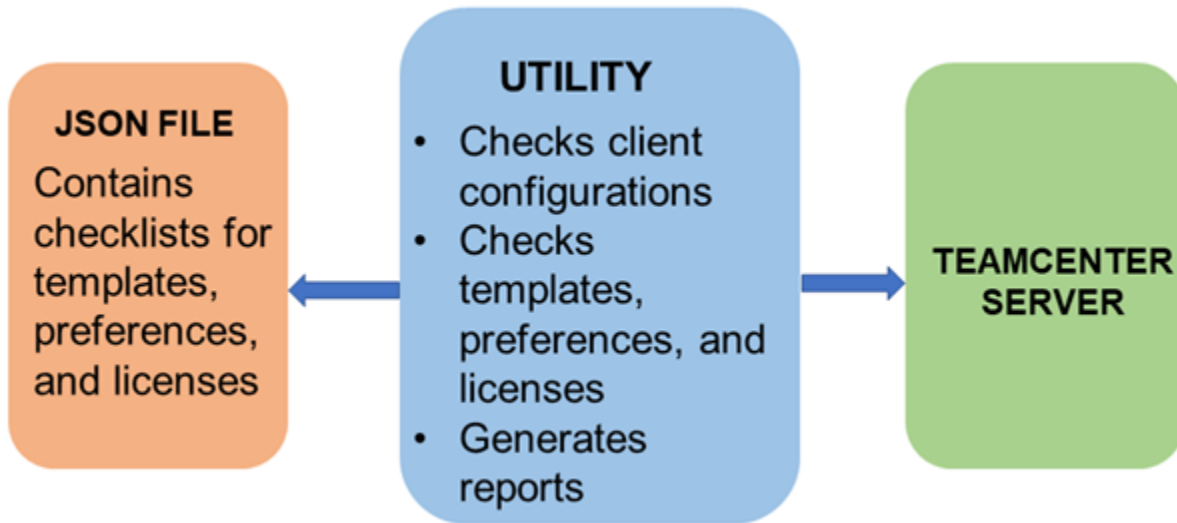 JSON FILE
Contains
checklists for
templates,
preferences,
and licenses
UTILITY
• Checks client
configurations
• Checks
templates,
preferences, and
licenses
• Generates
reports
TEAMCENTER
SERVER